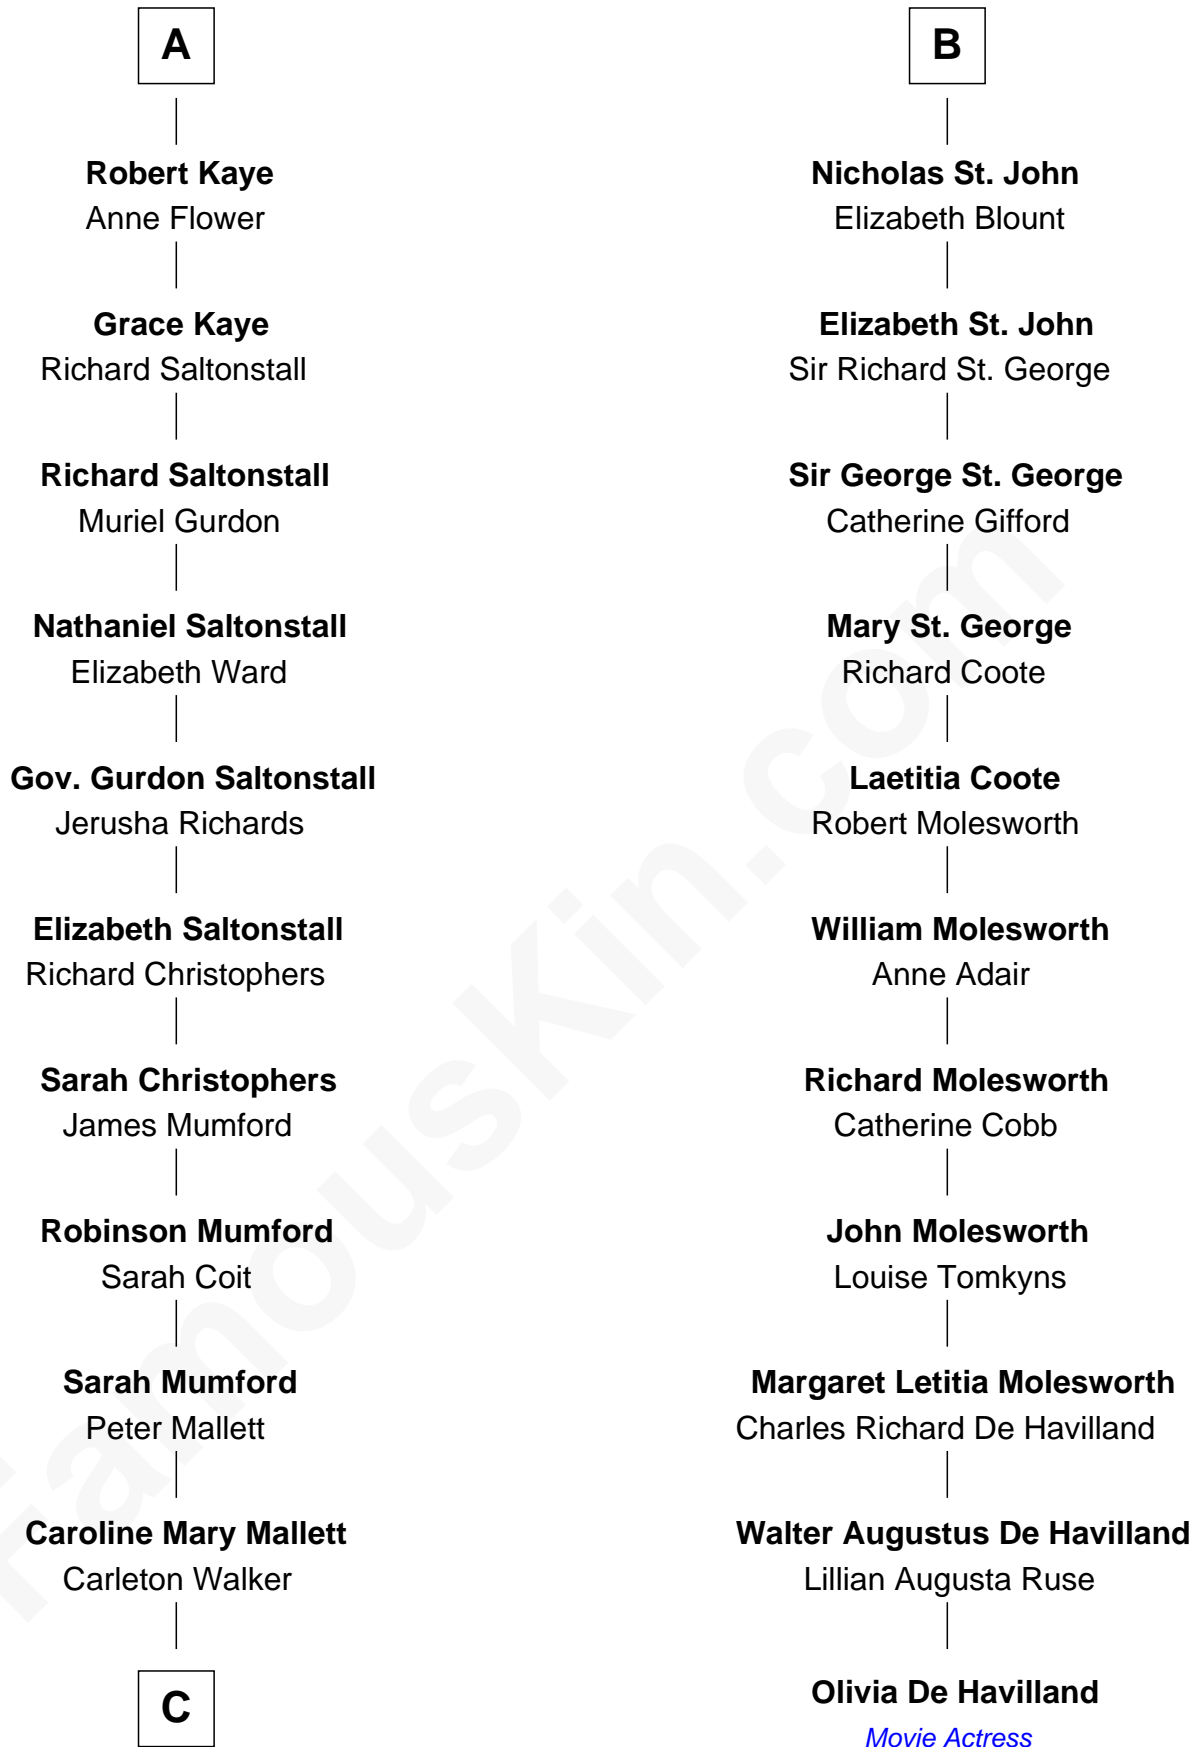 A
Robert Kaye
Anne Flower
Grace Kaye
Richard Saltonstall
Richard Saltonstall
Muriel Gurdon
Nathaniel Saltonstall
Elizabeth Ward
Gov. Gurdon Saltonstall
Jerusha Richards
Elizabeth Saltonstall
Richard Christophers
Sarah Christophers
James Mumford
Robinson Mumford
Sarah Coit
Sarah Mumford
Peter Mallett
Caroline Mary Mallett
Carleton Walker
C
B
Nicholas St. John
Elizabeth Blount
Elizabeth St. John
Sir Richard St. George
Sir George St. George
Catherine Gifford
Mary St. George
Richard Coote
Laetitia Coote
Robert Molesworth
William Molesworth
Anne Adair
Richard Molesworth
Catherine Cobb
John Molesworth
Louise Tomkyns
Margaret Letitia Molesworth
Charles Richard De Havilland
Walter Augustus De Havilland
Lillian Augusta Ruse
Olivia De Havilland
Movie Actress
FamousKin.com